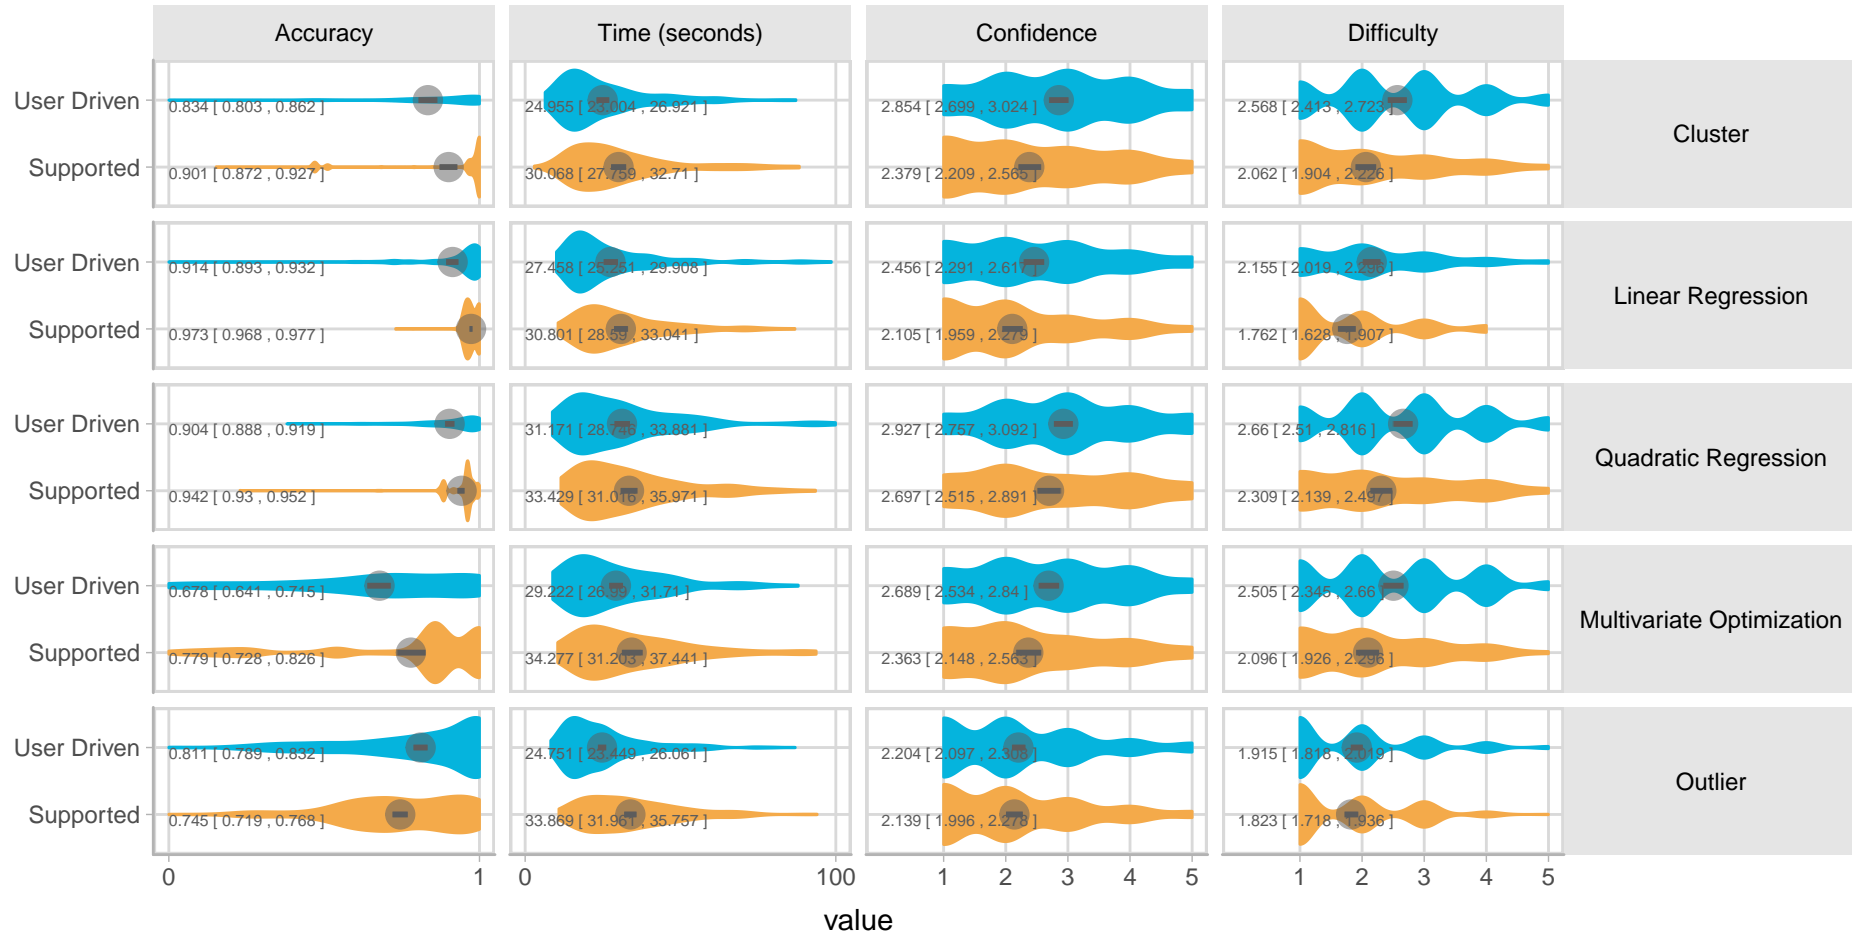 Accuracy Time (seconds) Confidence Difficulty
User Driven 0.834 [ 0.803 , 0.862 ] 24.955 [ 23.004 , 26.921 ] 2.854 [ 2.699 , 3.024 ] 2.568 [ 2.413 , 2.723 ]
Cluster
Supported 0.901 [ 0.872 , 0.927 ] 30.068 [ 27.759 , 32.71 ] 2.379 [ 2.209 , 2.565 ] 2.062 [ 1.904 , 2.226 ]
User Driven 0.914 [ 0.893 , 0.932 ] 27.458 [ 25.251 , 29.908 ] 2.456 [ 2.291 , 2.617 ] 2.155 [ 2.019 , 2.296 ]
Linear Regression
Supported 0.973 [ 0.968 , 0.977 ] 30.801 [ 28.59 , 33.041 ] 2.105 [ 1.959 , 2.279 ] 1.762 [ 1.628 , 1.907 ]
User Driven 0.904 [ 0.888 , 0.919 ] 31.171 [ 28.746 , 33.881 ] 2.927 [ 2.757 , 3.092 ] 2.66 [ 2.51 , 2.816 ]
Quadratic Regression
Supported 0.942 [ 0.93 , 0.952 ] 33.429 [ 31.016 , 35.971 ] 2.697 [ 2.515 , 2.891 ] 2.309 [ 2.139 , 2.497 ]
User Driven 0.678 [ 0.641 , 0.715 ] 29.222 [ 26.99 , 31.71 ] 2.689 [ 2.534 , 2.84 ] 2.505 [ 2.345 , 2.66 ]
Multivariate Optimization
Supported 0.779 [ 0.728 , 0.826 ] 34.277 [ 31.203 , 37.441 ] 2.363 [ 2.148 , 2.563 ] 2.096 [ 1.926 , 2.296 ]
User Driven 0.811 [ 0.789 , 0.832 ] 24.751 [ 23.449 , 26.061 ] 2.204 [ 2.097 , 2.308 ] 1.915 [ 1.818 , 2.019 ]
Outlier
Supported 0.745 [ 0.719 , 0.768 ] 33.869 [ 31.961 , 35.757 ] 2.139 [ 1.996 , 2.278 ] 1.823 [ 1.718 , 1.936 ]
0 1 0 100 1 2 3 4 5 1 2 3 4 5
value